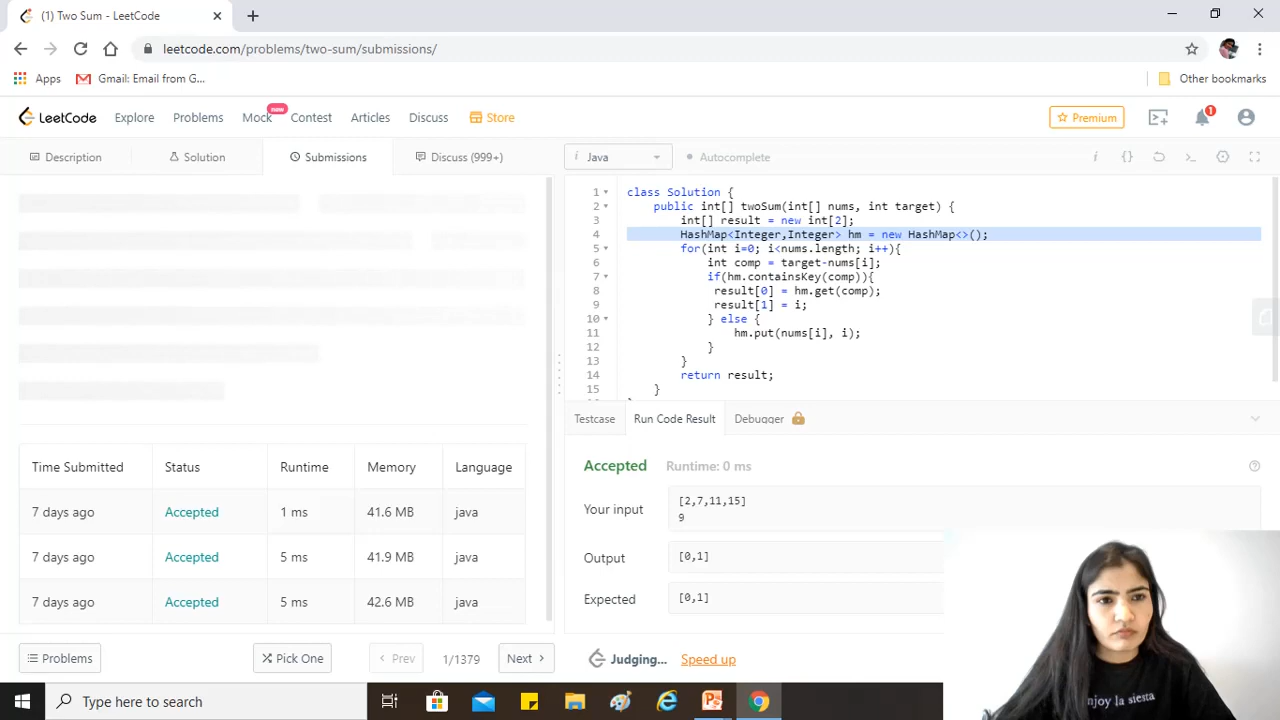 (1) Two Sum - LeetCode
leetcode.com/problems/two-sum/submissions/
Apps Gmail: Email from G... Other bookmarks
LeetCode Explore Problems Mock new Contest Articles Discuss Store Premium 1
Description Solution Submissions Discuss (999+)
i Java Autocomplete i {}
1 class Solution {
2 public int[] twoSum(int[] nums, int target) {
3 int[] result = new int[2];
4 HashMap<Integer,Integer> hm = new HashMap<>();
5 for(int i=0; i<nums.length; i++){
6 int comp = target-nums[i];
7 if(hm.containsKey(comp)){
8 result[0] = hm.get(comp);
9 result[1] = i;
10 } else {
11 hm.put(nums[i], i);
12 }
13 }
14 return result;
15 }
Testcase Run Code Result Debugger
Accepted Runtime: 0 ms
Your input [2,7,11,15]
9
Output [0,1]
Expected [0,1]
Time Submitted Status Runtime Memory Language
7 days ago Accepted 1 ms 41.6 MB java
7 days ago Accepted 5 ms 41.9 MB java
7 days ago Accepted 5 ms 42.6 MB java
Problems Pick One Prev 1/1379 Next Judging... Speed up
Type here to search
njoy la siesta